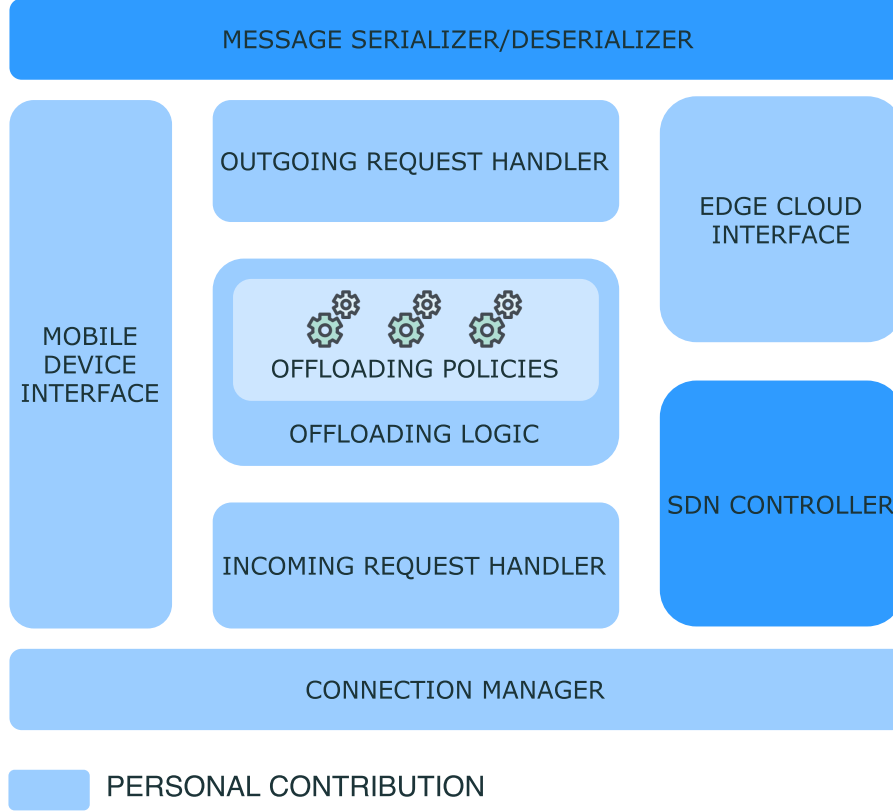 MESSAGE SERIALIZER/DESERIALIZER
OUTGOING REQUEST HANDLER
EDGE CLOUD
INTERFACE
MOBILE
DEVICE
INTERFACE
OFFLOADING POLICIES
OFFLOADING LOGIC
SDN CONTROLLER
INCOMING REQUEST HANDLER
CONNECTION MANAGER
PERSONAL CONTRIBUTION